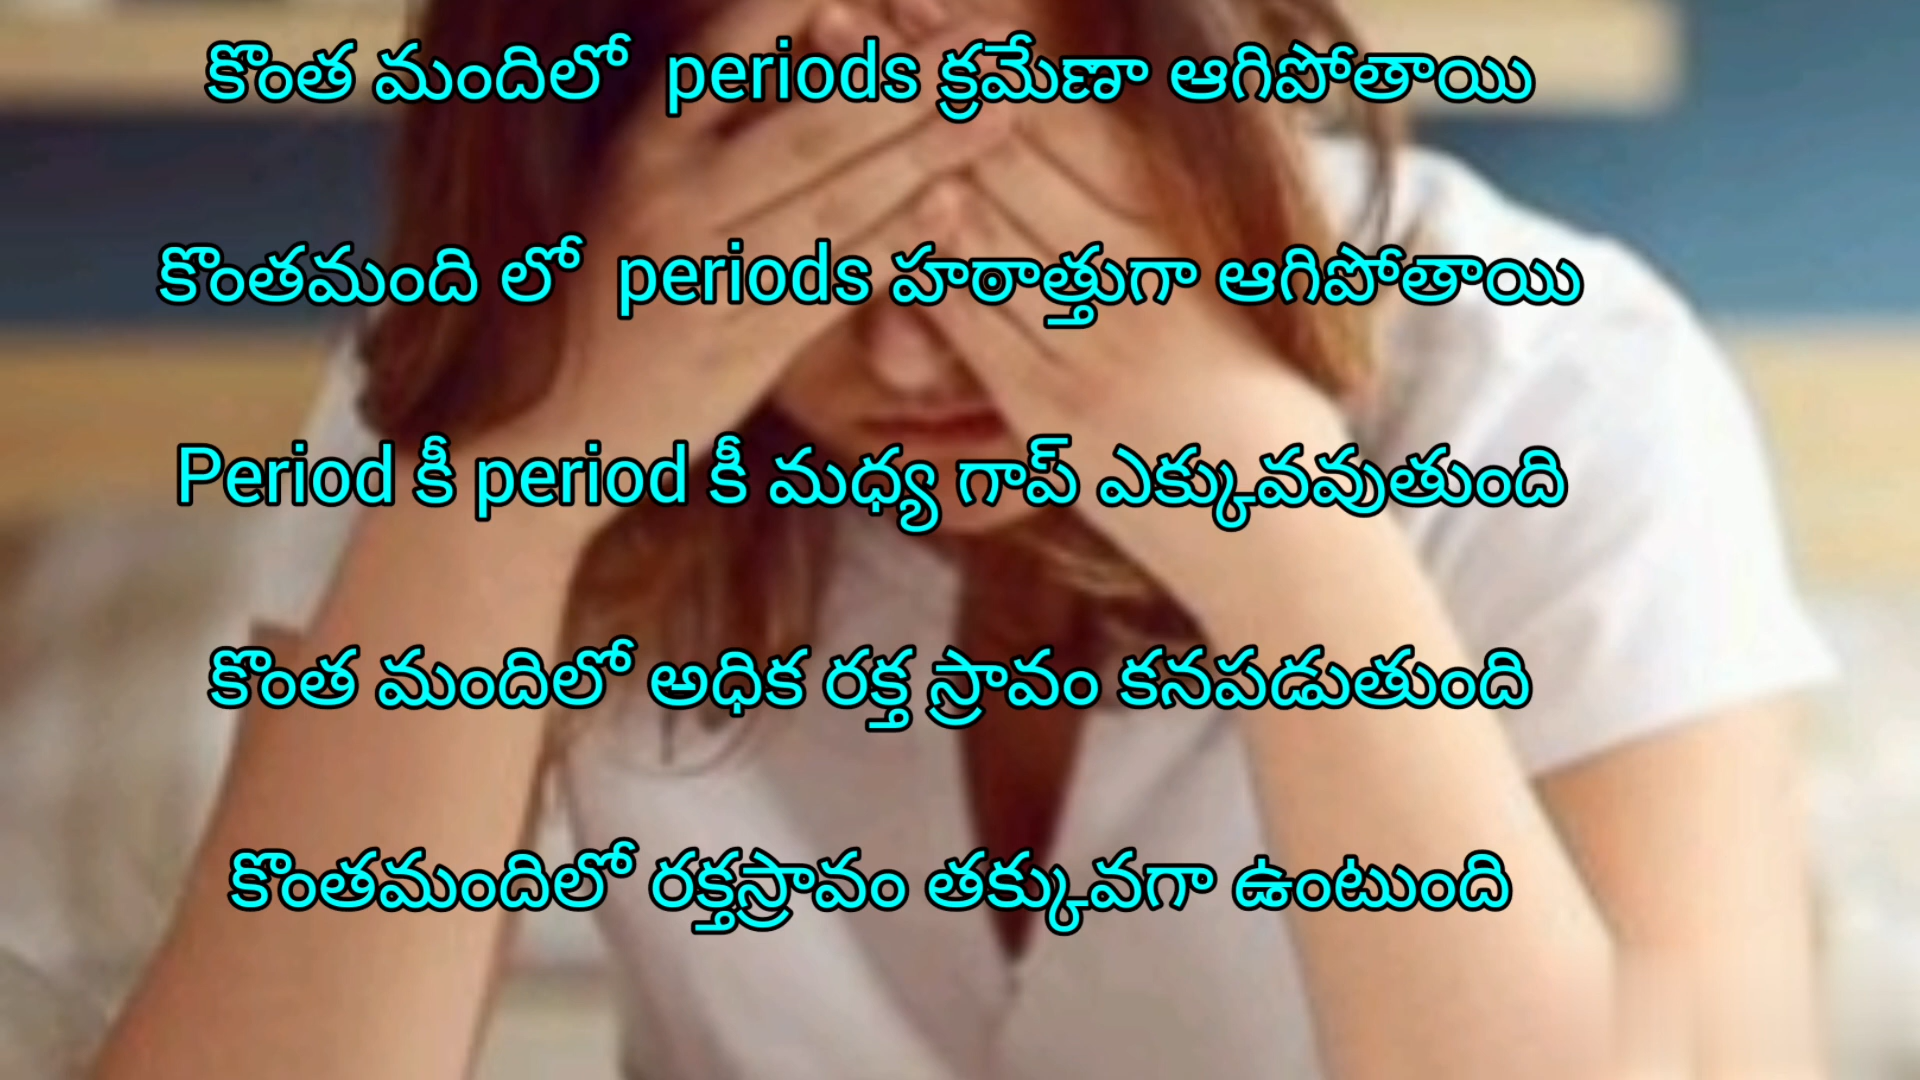 కొంత మందిలో periods క్రమేణా ఆగిపోతాయి
కొంతమంది లో periods హఠాత్తుగా ఆగిపోతాయి
Period కీ period కీ మధ్య గాప్ ఎక్కువవుతుంది
కొంత మందిలో అధిక రక్త స్రావం కనపడుతుంది
కొంతమందిలో రక్తస్రావం తక్కువగా ఉంటుంది